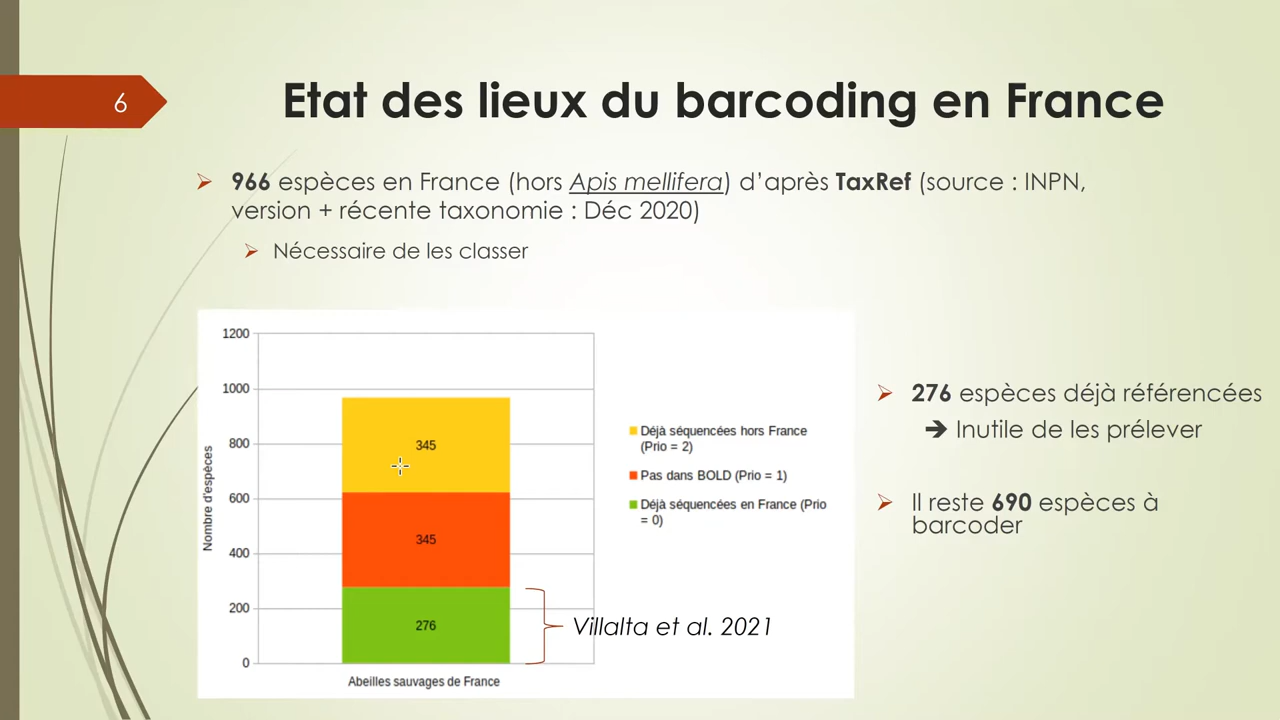 6
Etat des lieux du barcoding en France
966 espèces en France (hors Apis mellifera) d'après TaxRef (source : INPN,
version + récente taxonomie : Déc 2020)
Nécessaire de les classer
1200
1000
800
600
400
200
0
Nombre d'espèces
345
345
276
Abeilles sauvages de France
Déjà séquencées hors France
(Prio = 2)
Pas dans BOLD (Prio = 1)
Déjà séquencées en France (Prio
= 0)
Villalta et al. 2021
276 espèces déjà référencées
➔ Inutile de les prélever
Il reste 690 espèces à
barcoder